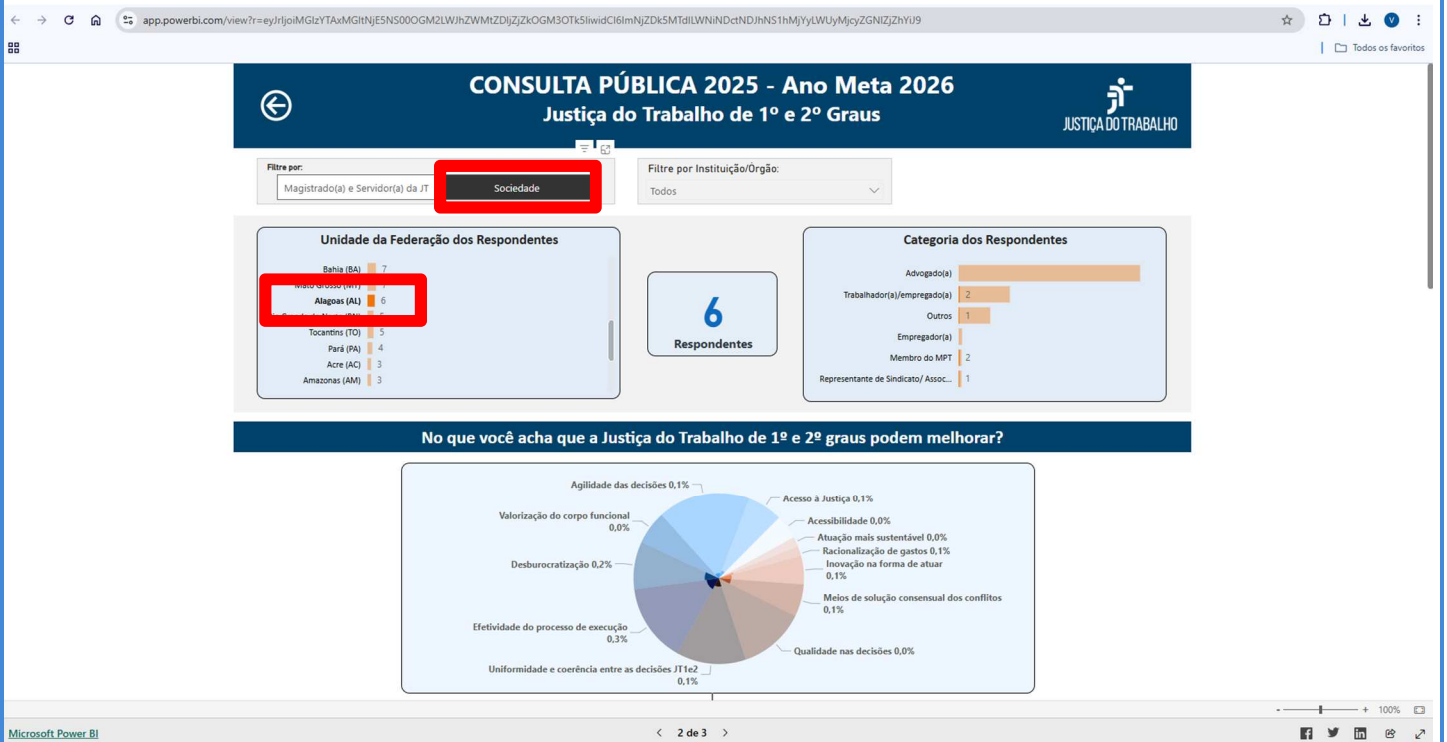 app.powerbi.com/view?r=eyJrIjoiMGIzYTAxMGItNjE5NS00OGM2LWJhZWMtZDljZjZkOGM3OTk5IiwidCI6ImNjZDk5MTdlLWNiNDctNDJhNS1hMjYyLWUyMjcyZGNlZjZhYiJ9
V
Todos os favoritos
CONSULTA PÚBLICA 2025 - Ano Meta 2026
Justiça do Trabalho de 1º e 2º Graus
JUSTIÇA DO TRABALHO
Filtre por:
Magistrado(a) e Servidor(a) da JT
Sociedade
Filtre por Instituição/Órgão:
Todos
Unidade da Federação dos Respondentes
Bahia (BA) 7
Alagoas (AL) 6
Tocantins (TO) 5
Pará (PA) 4
Acre (AC) 3
Amazonas (AM) 3
6
Respondentes
Categoria dos Respondentes
Advogado(a)
Trabalhador(a)/empregado(a) 2
Outros 1
Empregador(a)
Membro do MPT 2
Representante de Sindicato/ Assoc... 1
No que você acha que a Justiça do Trabalho de 1º e 2º graus podem melhorar?
Agilidade das decisões 0,1%
Acesso à Justiça 0,1%
Valorização do corpo funcional
0,0%
Acessibilidade 0,0%
Atuação mais sustentável 0,0%
Racionalização de gastos 0,1%
Inovação na forma de atuar
0,1%
Desburocratização 0,2%
Meios de solução consensual dos conflitos
0,1%
Efetividade do processo de execução
0,3%
Qualidade nas decisões 0,0%
Uniformidade e coerência entre as decisões JT1e2
0,1%
- + 100%
Microsoft Power BI
2 de 3